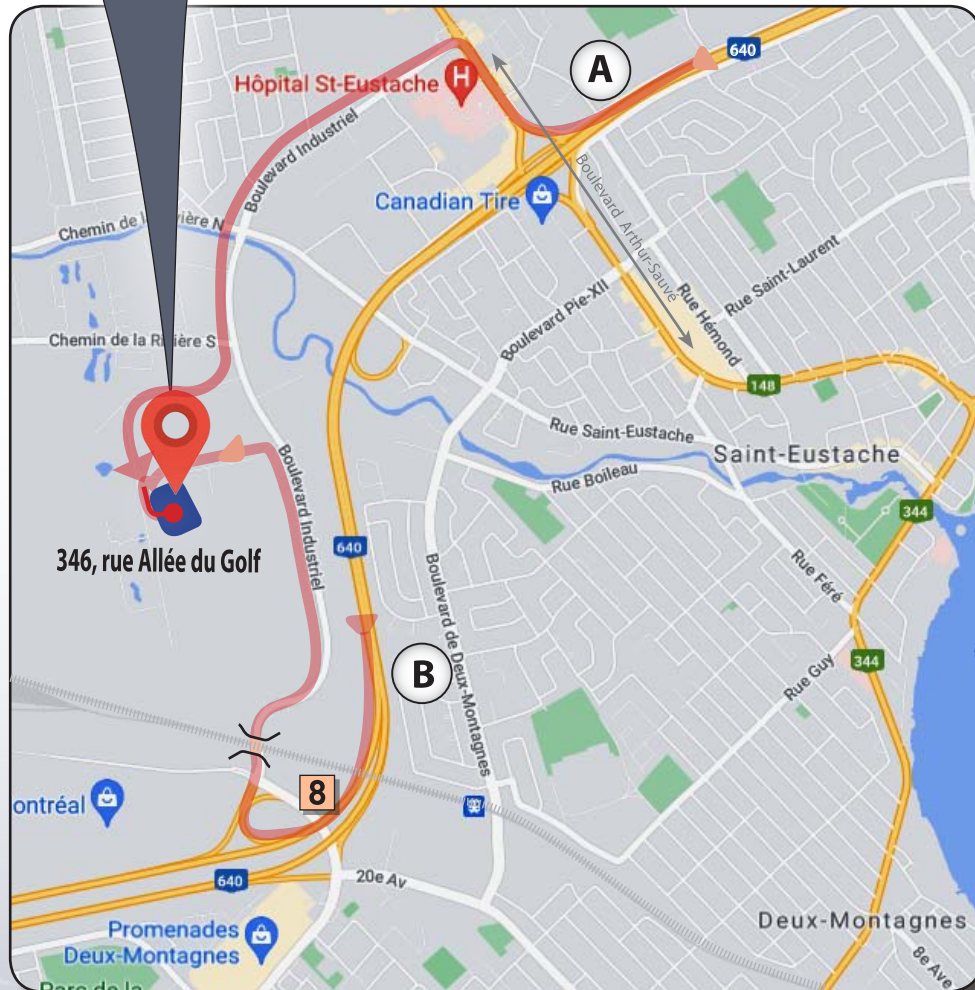 640
A
Hôpital St-Eustache
H
Boulevard Industriel
Boulevard Arthur-Sauvé
Canadian Tire
Chemin de la Rivière N
Rue Saint-Laurent
Rue Hémond
Boulevard Pie-XII
Chemin de la Rivière S
148
Rue Saint-Eustache
Saint-Eustache
Rue Boileau
Boulevard Industriel
344
640
346, rue Allée du Golf
Boulevard de Deux-Montagnes
Rue Féré
344
Rue Guy
B
8
ontréal
640
20e Av
Promenades
Deux-Montagnes
Deux-Montagnes
8e Ave
Parc de la